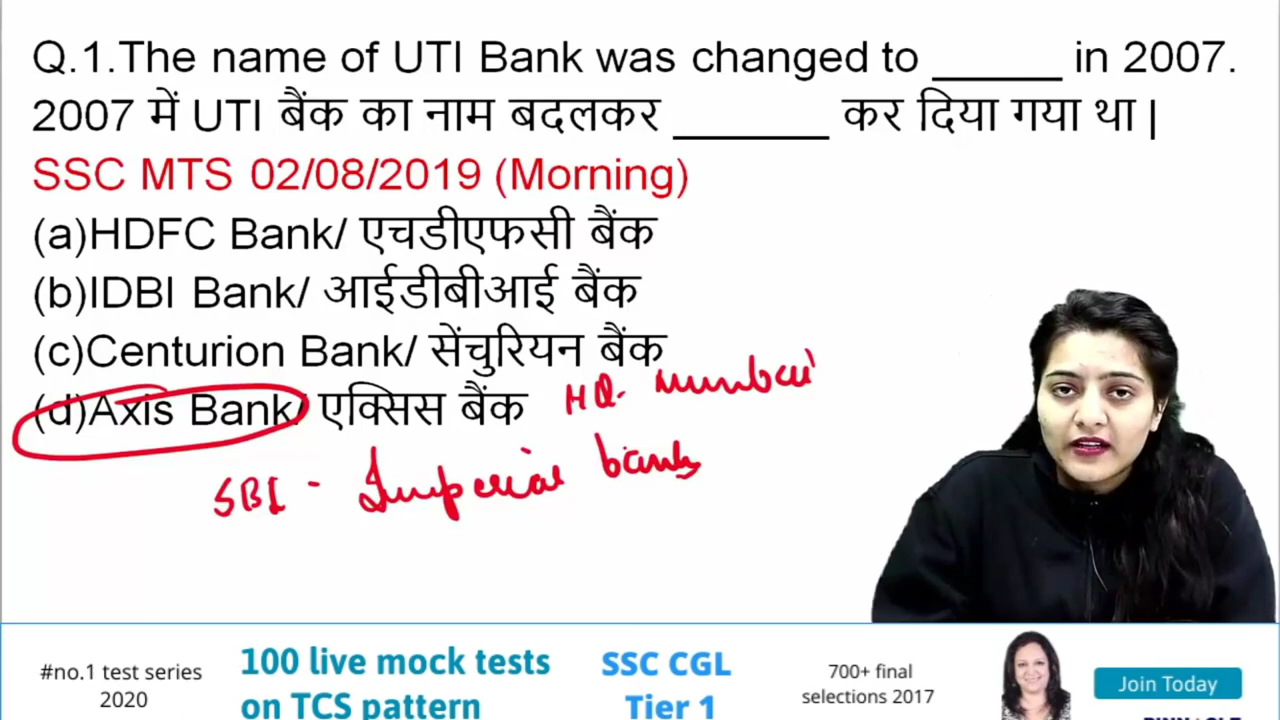 Q.1.The name of UTI Bank was changed to ______ in 2007.
2007 में UTI बैंक का नाम बदलकर _______ कर दिया गया था |
SSC MTS 02/08/2019 (Morning)
(a)HDFC Bank/ एचडीएफसी बैंक
(b)IDBI Bank/ आईडीबीआई बैंक
(c)Centurion Bank/ सेंचुरियन बैंक
(d)Axis Bank/ एक्सिस बैंक HQ. mumbai
SBI - Imperial bank
#no.1 test series
2020
100 live mock tests
on TCS pattern
SSC CGL
Tier 1
700+ final
selections 2017
Join Today
PINNACLE